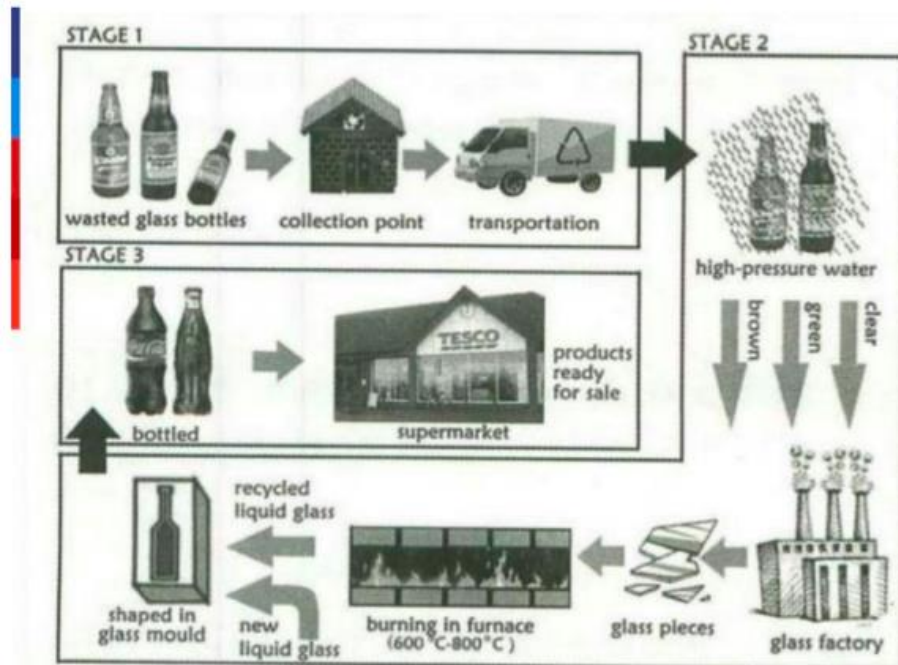 STAGE 1
wasted glass bottles
collection point
transportation
STAGE 2
high-pressure water
brown
green
clear
glass factory
glass pieces
burning in furnace
(600 °C-800°C)
recycled
liquid glass
new
liquid glass
shaped in
glass mould
STAGE 3
bottled
TESCO
supermarket
products
ready
for sale